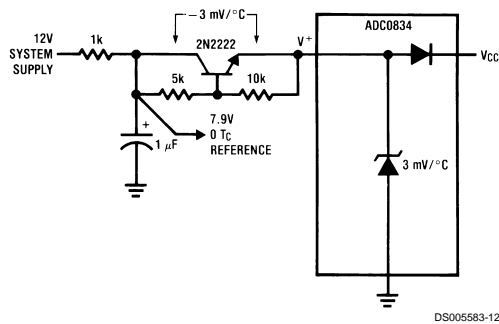 −3 mV/°C
ADC0834
12V
SYSTEM
SUPPLY
1k
2N2222
V+
VCC
5k
10k
+
1 μF
7.9V
0 TC
REFERENCE
3 mV/°C
DS005583-12